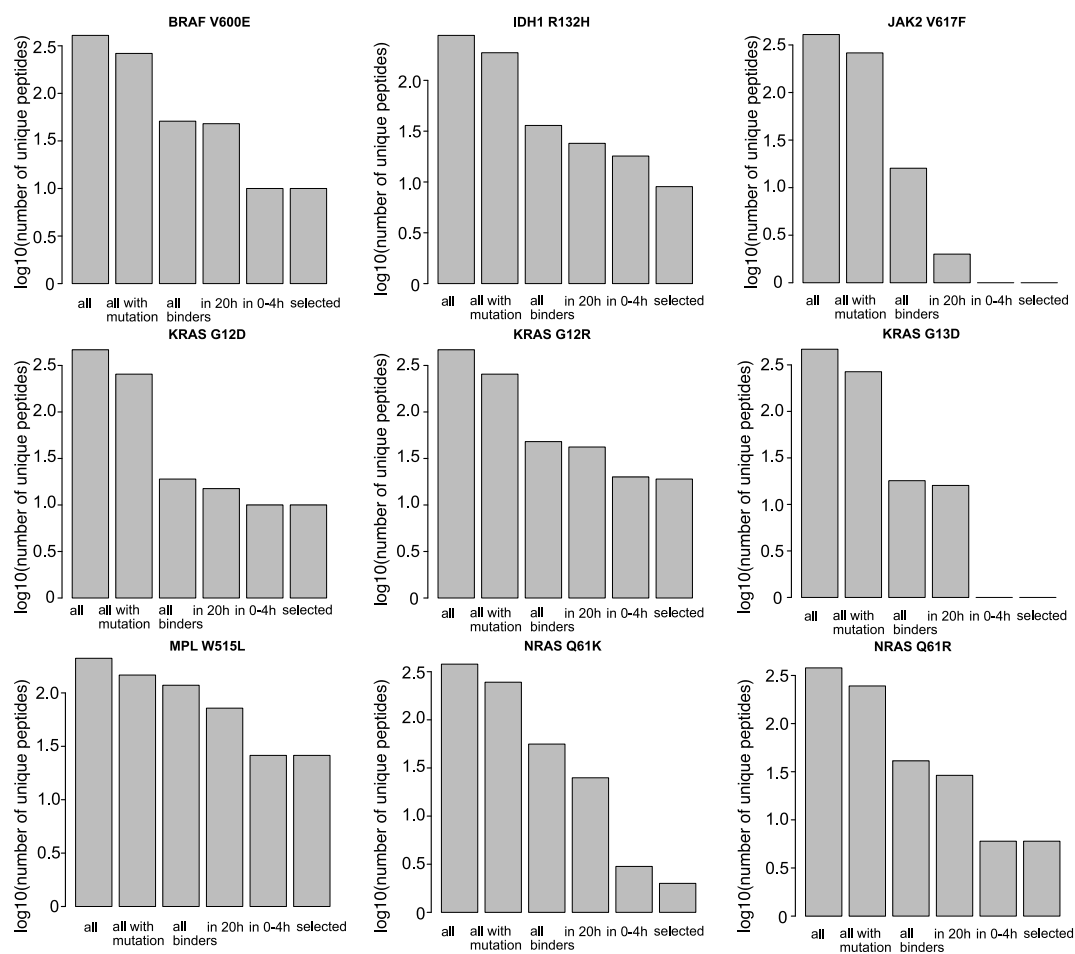 BRAF V600E
log10(number of unique peptides)
2.5
2.0
1.5
1.0
0.5
0
all
all with
mutation
all
binders
in 20h
in 0-4h
selected
IDH1 R132H
log10(number of unique peptides)
2.0
1.5
1.0
0.5
0
all
all with
mutation
all
binders
in 20h
in 0-4h
selected
JAK2 V617F
log10(number of unique peptides)
2.5
2.0
1.5
1.0
0.5
0
all
all with
mutation
all
binders
in 20h
in 0-4h
selected
KRAS G12D
log10(number of unique peptides)
2.5
2.0
1.5
1.0
0.5
0
all
all with
mutation
all
binders
in 20h
in 0-4h
selected
KRAS G12R
log10(number of unique peptides)
2.5
2.0
1.5
1.0
0.5
0
all
all with
mutation
all
binders
in 20h
in 0-4h
selected
KRAS G13D
log10(number of unique peptides)
2.5
2.0
1.5
1.0
0.5
0
all
all with
mutation
all
binders
in 20h
in 0-4h
selected
MPL W515L
log10(number of unique peptides)
2.0
1.5
1.0
0.5
0
all
all with
mutation
all
binders
in 20h
in 0-4h
selected
NRAS Q61K
log10(number of unique peptides)
2.5
2.0
1.5
1.0
0.5
0
all
all with
mutation
all
binders
in 20h
in 0-4h
selected
NRAS Q61R
log10(number of unique peptides)
2.5
2.0
1.5
1.0
0.5
0
all
all with
mutation
all
binders
in 20h
in 0-4h
selected